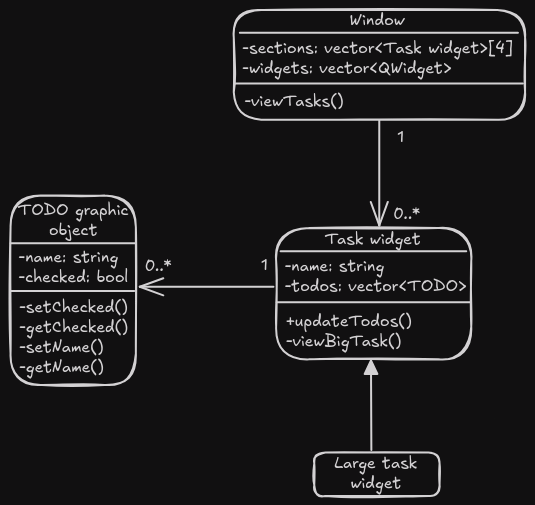 Window
-sections: vector<Task widget>[4]
-widgets: vector<QWidget>
-viewTasks()
1
0..*
TODO graphic
object
-name: string
-checked: bool
-setChecked()
-getChecked()
-setName()
-getName()
0..*
1
Task widget
-name: string
-todos: vector<TODO>
+updateTodos()
-viewBigTask()
Large task
widget